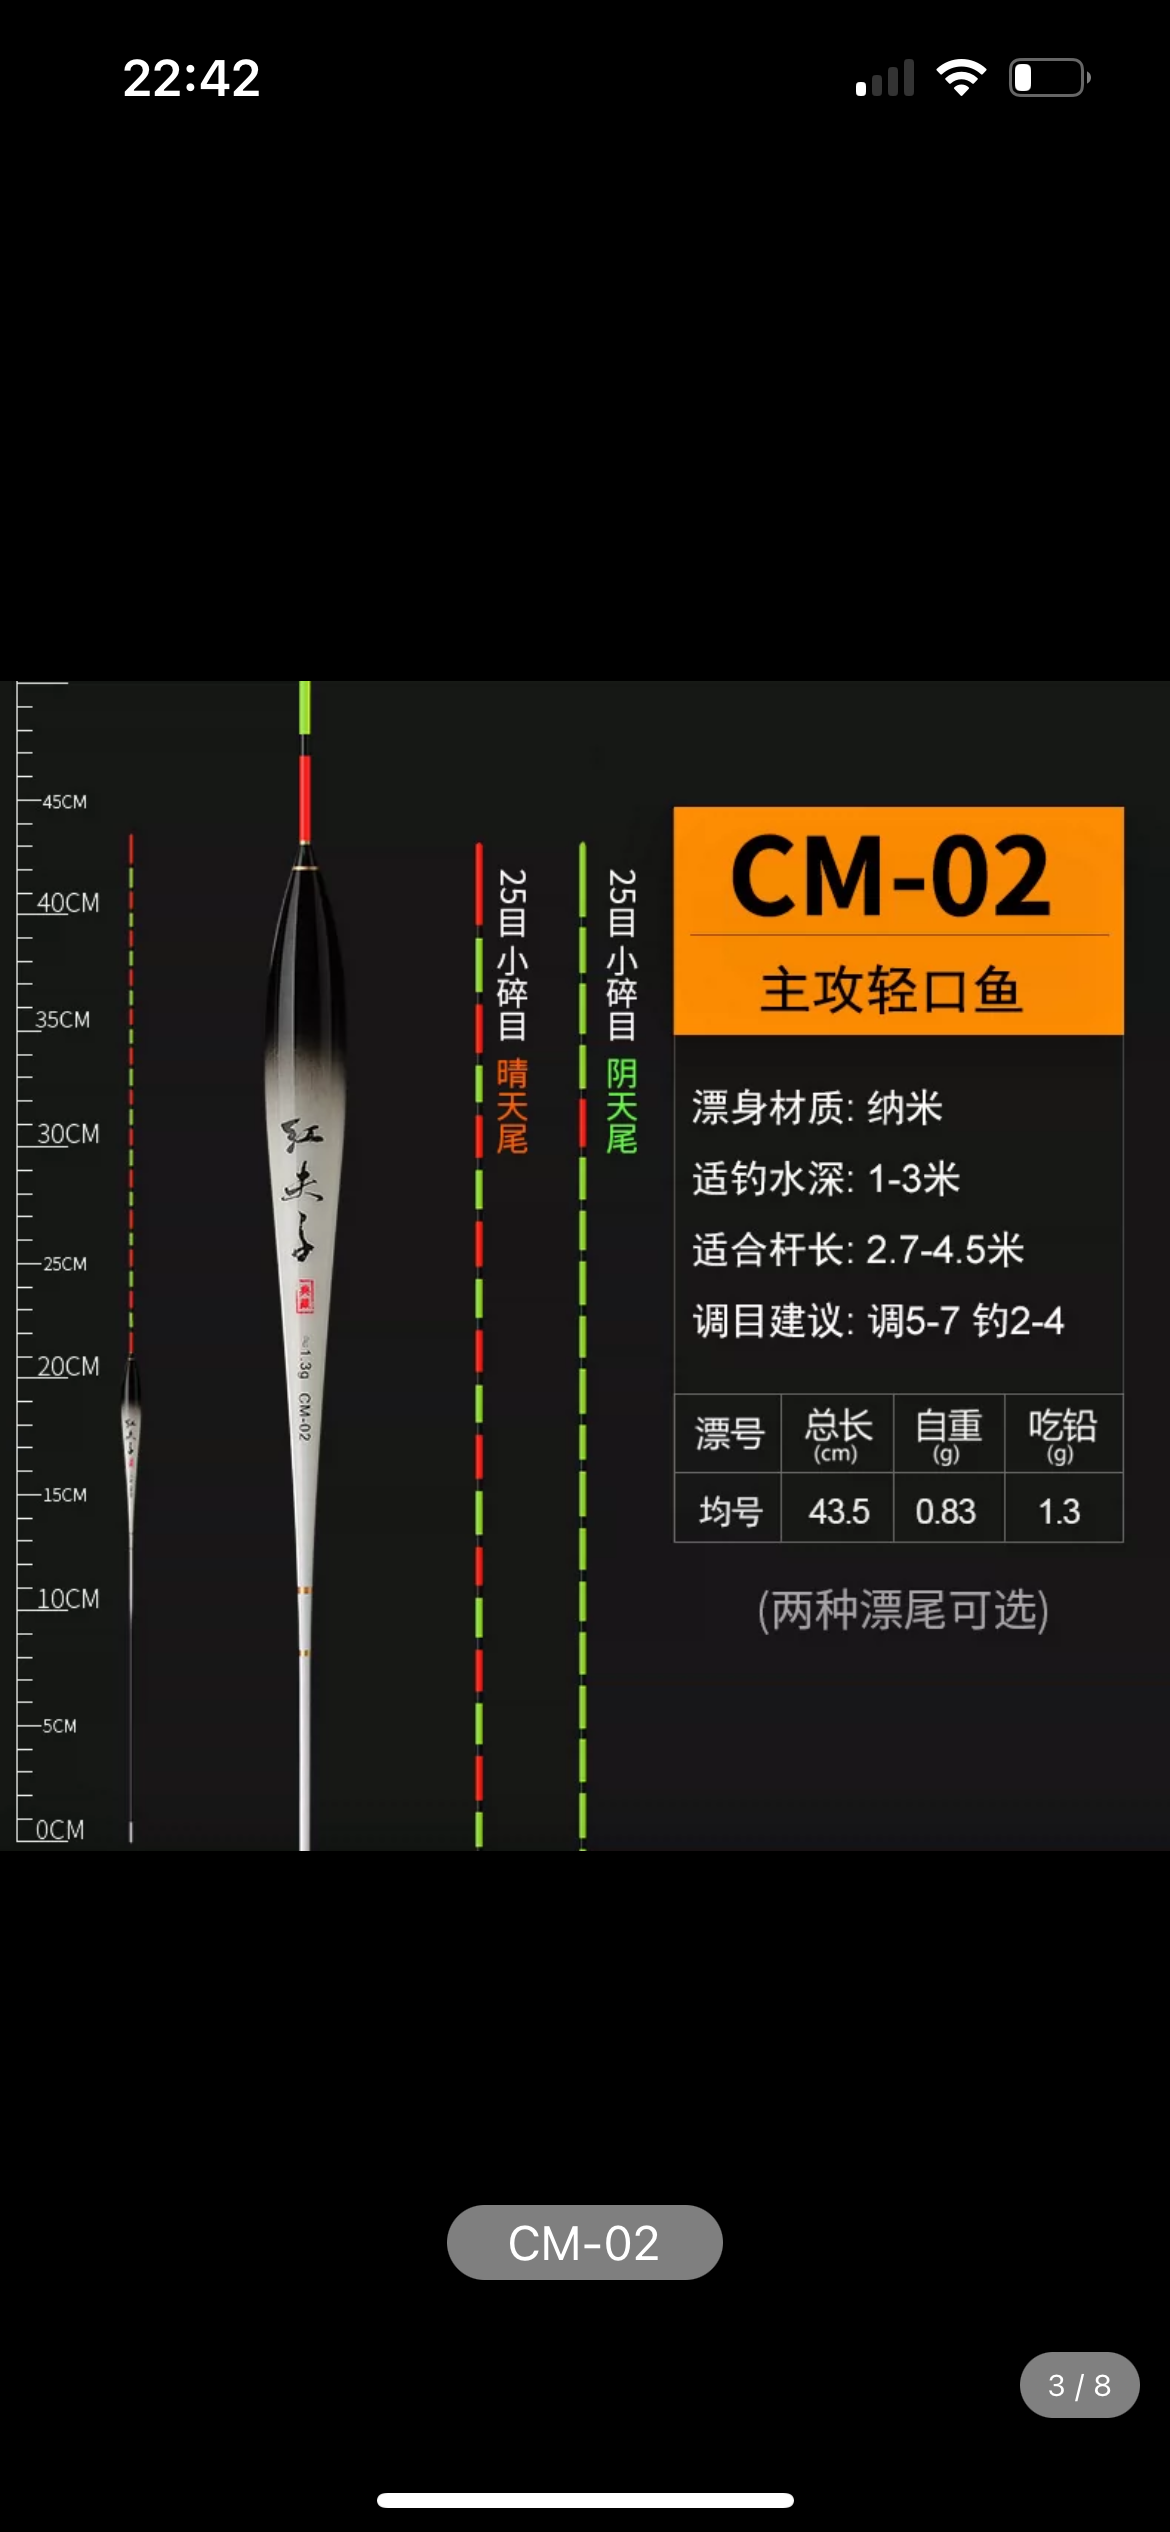 22:42
45CM
40CM
35CM
30CM
25CM
20CM
15CM
10CM
5CM
0CM
红夫子
≈1.3g CM-02
25目 小碎目 晴天尾
25目 小碎目 阴天尾
CM-02
主攻轻口鱼
漂身材质: 纳米
适钓水深: 1-3米
适合杆长: 2.7-4.5米
调目建议: 调5-7 钓2-4
漂号 总长(cm) 自重(g) 吃铅(g)
均号 43.5 0.83 1.3
(两种漂尾可选)
CM-02
3 / 8